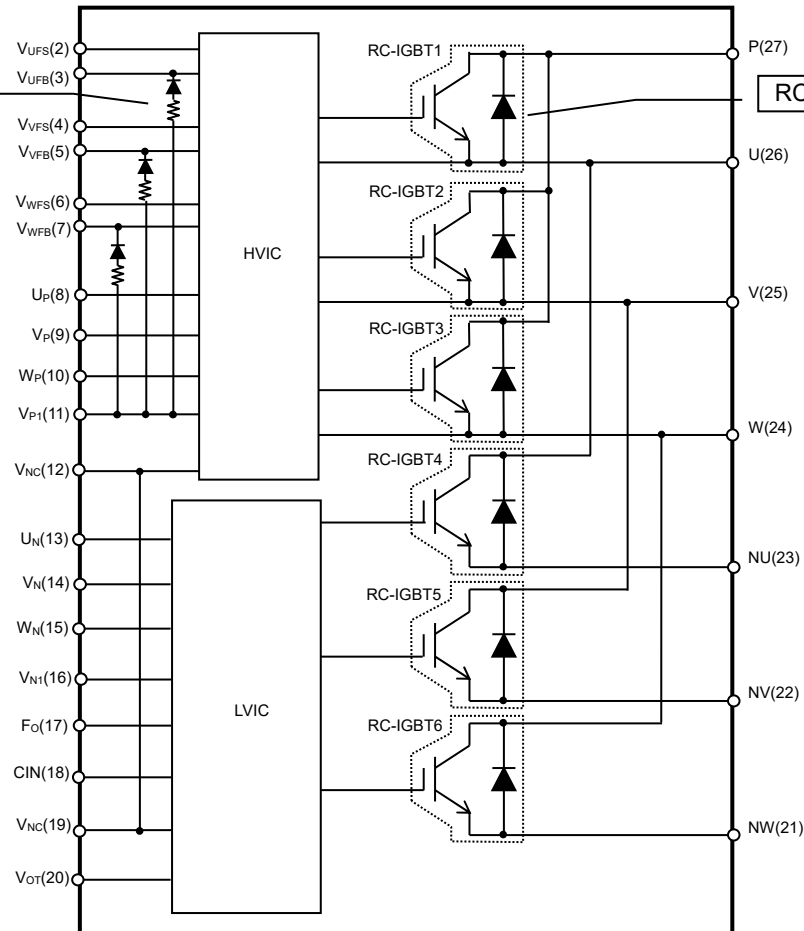 VUFS(2)
VUFB(3)
VVFS(4)
VVFB(5)
VWFS(6)
VWFB(7)
UP(8)
VP(9)
WP(10)
VP1(11)
VNC(12)
UN(13)
VN(14)
WN(15)
VN1(16)
FO(17)
CIN(18)
VNC(19)
VOT(20)
HVIC
LVIC
RC-IGBT1
RC-IGBT2
RC-IGBT3
RC-IGBT4
RC-IGBT5
RC-IGBT6
P(27)
RC
U(26)
V(25)
W(24)
NU(23)
NV(22)
NW(21)